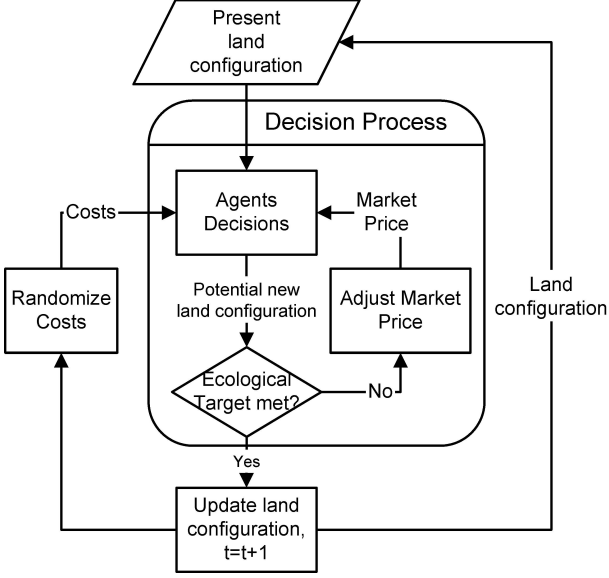 Present
land
configuration
Decision Process
Agents
Decisions
Market
Price
Costs
Randomize
Costs
Potential new
land configuration
Adjust Market
Price
Land
configuration
Ecological
Target met?
No
Yes
Update land
configuration,
t=t+1